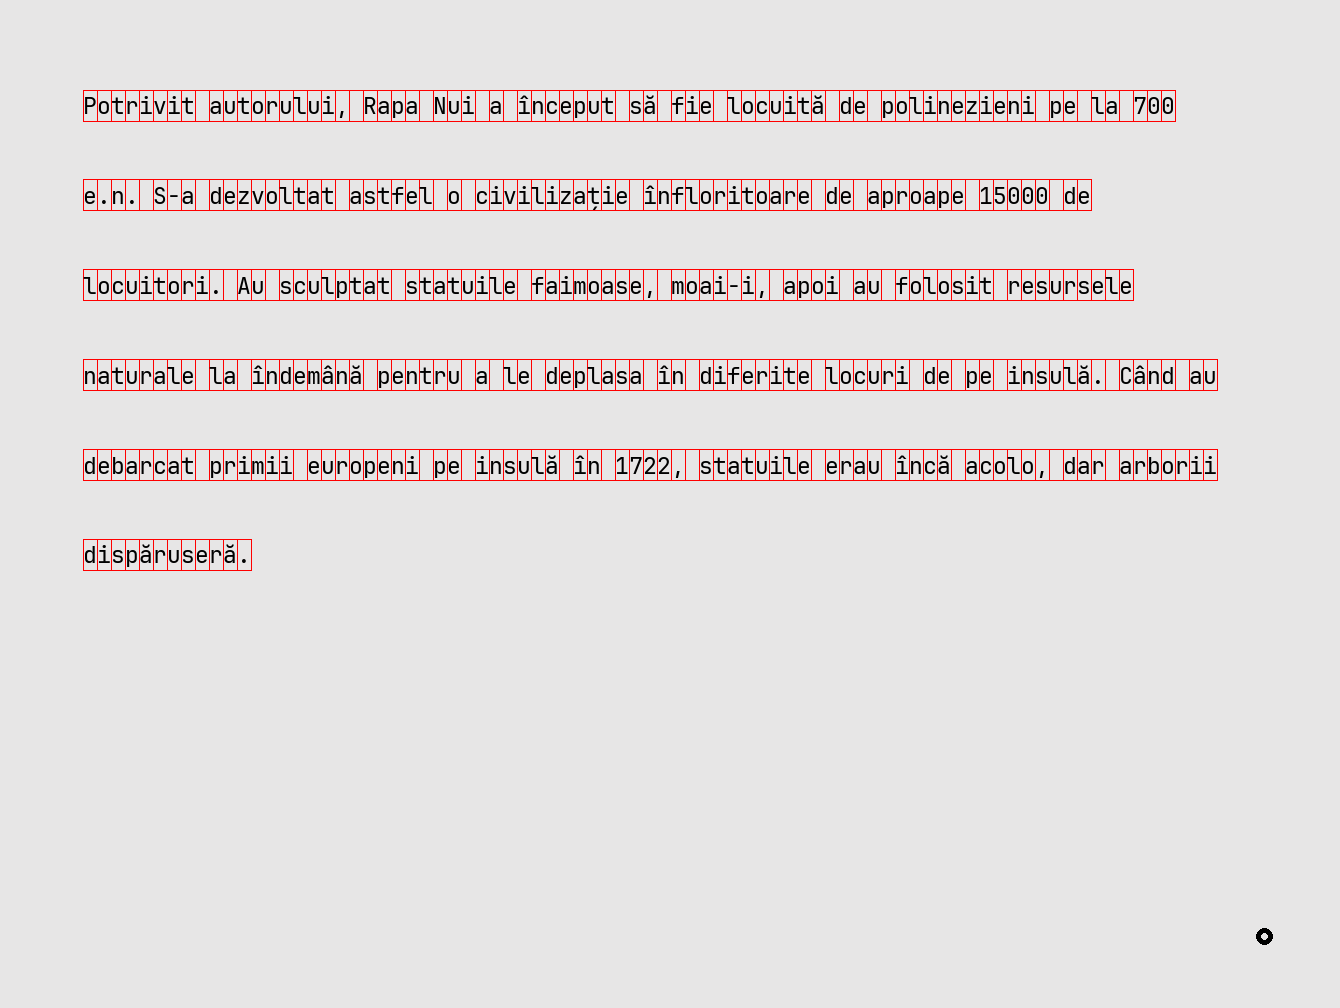 Potrivit autorului, Rapa Nui a început să fie locuită de polinezieni pe la 700
e.n. S-a dezvoltat astfel o civilizație înfloritoare de aproape 15000 de
locuitori. Au sculptat statuile faimoase, moai-i, apoi au folosit resursele
naturale la îndemână pentru a le deplasa în diferite locuri de pe insulă. Când au
debarcat primii europeni pe insulă în 1722, statuile erau încă acolo, dar arborii
dispăruseră.